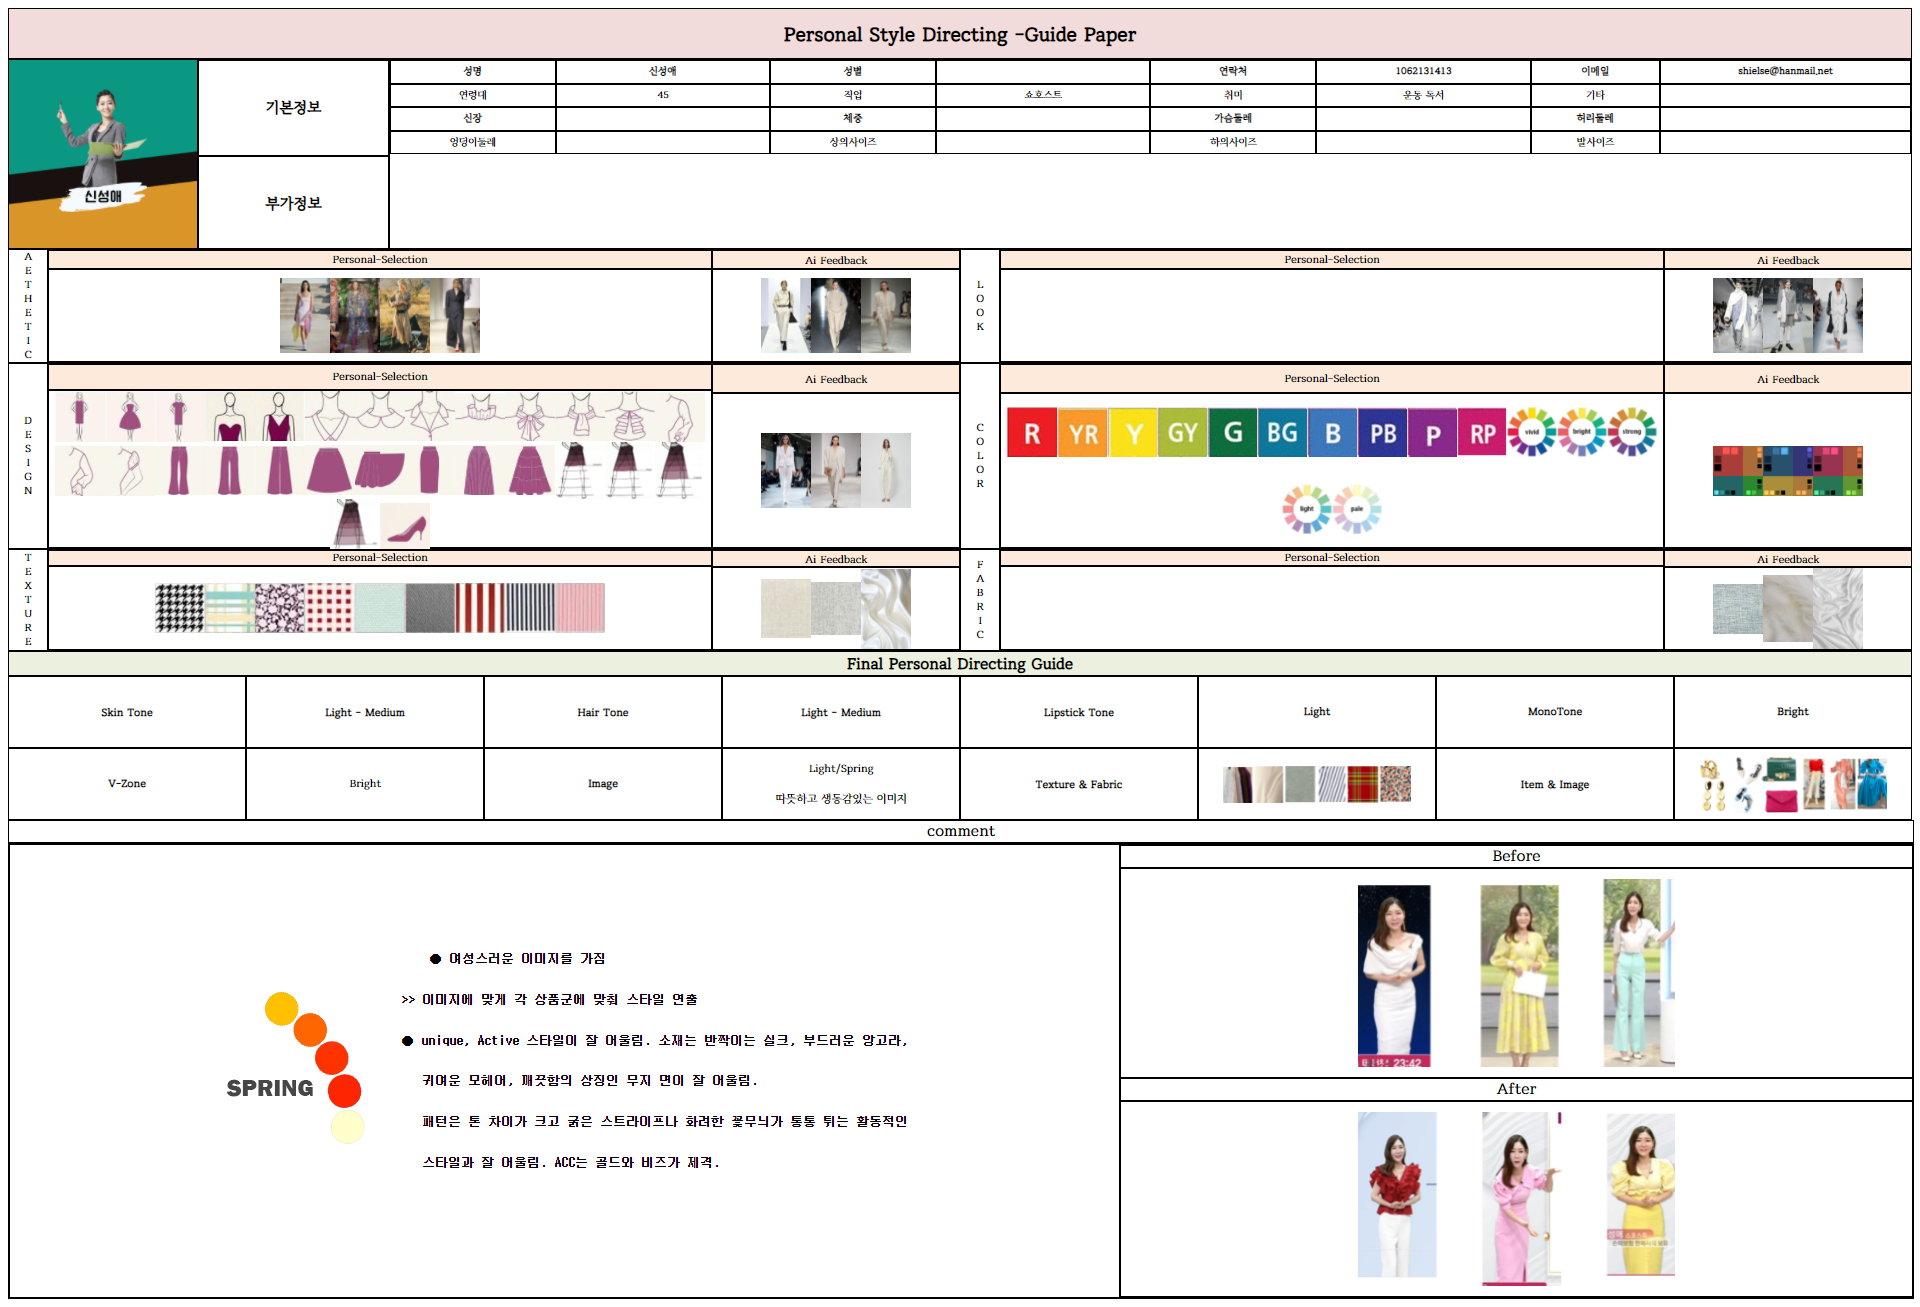 Personal Style Directing -Guide Paper
신성애
기본정보
성명 신성애 성별 연락처 1062131413 이메일 shielse@hanmail.net
연령대 45 직업 쇼호스트 취미 운동 독서 기타
신장 체중 가슴둘레 허리둘레
엉덩이둘레 상의사이즈 하의사이즈 발사이즈
부가정보
AETHETIC
Personal-Selection
Ai Feedback
LOOK
Personal-Selection
Ai Feedback
DESIGN
Personal-Selection
Ai Feedback
COLOR
Personal-Selection
R YR Y GY G BG B PB P RP vivid bright strong
light pale
Ai Feedback
TEXTURE
Personal-Selection
Ai Feedback
FABRIC
Personal-Selection
Ai Feedback
Final Personal Directing Guide
Skin Tone Light - Medium Hair Tone Light - Medium Lipstick Tone Light MonoTone Bright
V-Zone Bright Image
Light/Spring
따뜻하고 생동감있는 이미지
Texture & Fabric
Item & Image
comment
SPRING
● 여성스러운 이미지를 가짐
>> 이미지에 맞게 각 상품군에 맞춰 스타일 연출
● unique, Active 스타일이 잘 어울림. 소재는 반짝이는 실크, 부드러운 앙고라,
귀여운 모헤어, 깨끗함의 상징인 무지 면이 잘 어울림.
패턴은 톤 차이가 크고 굵은 스트라이프나 화려한 꽃무늬가 통통 튀는 활동적인
스타일과 잘 어울림. ACC는 골드와 비즈가 제격.
Before
23:42
After